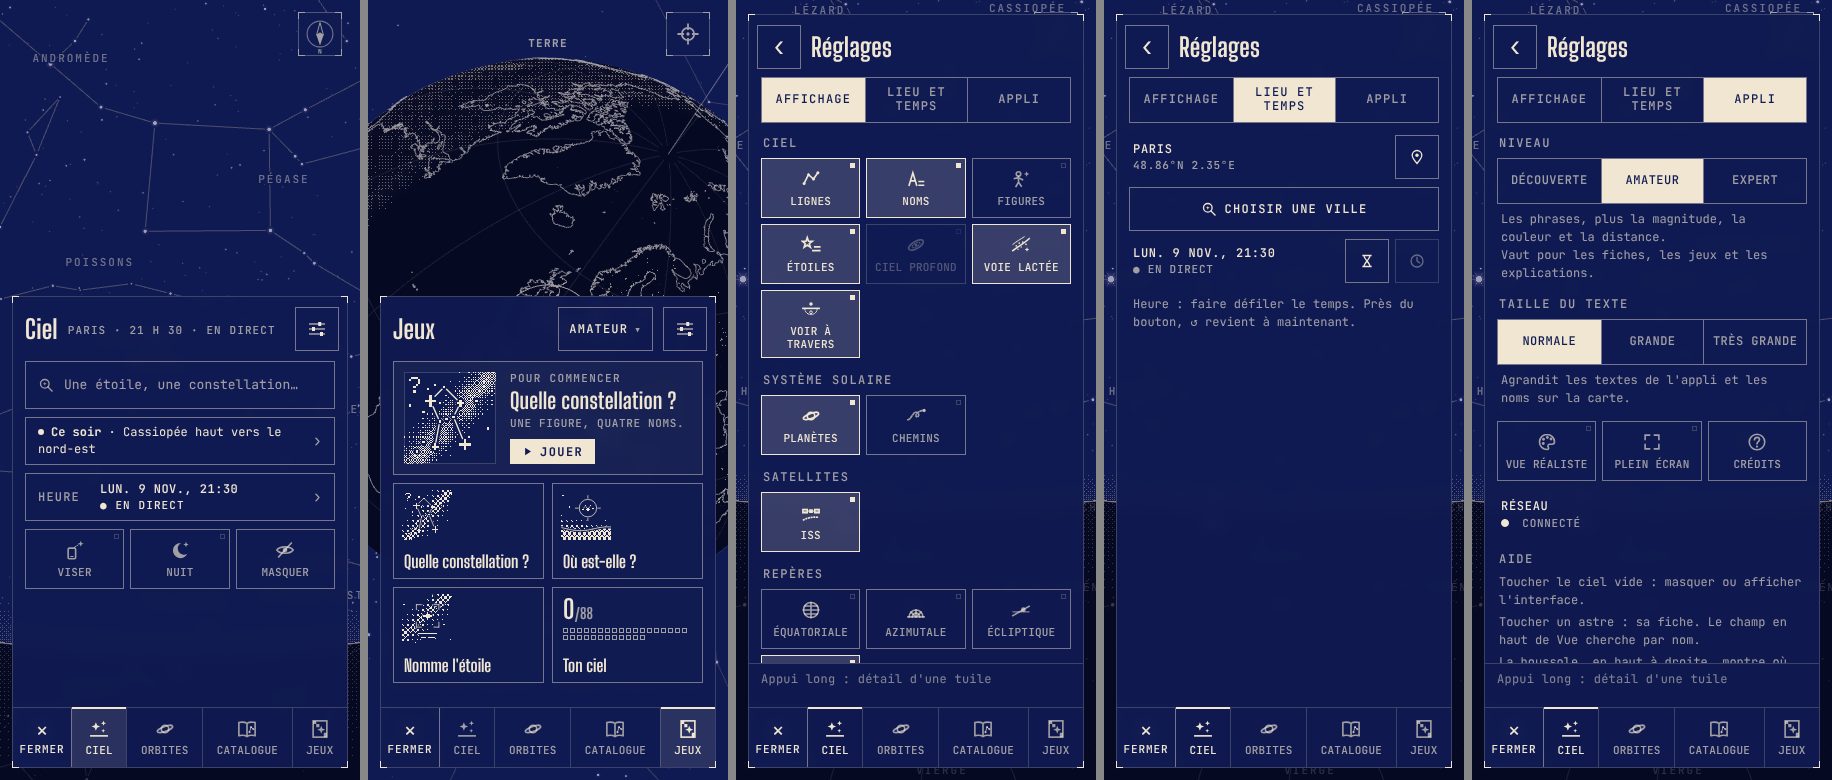 ANDROMÈDE
PÉGASE
POISSONS
N
Ciel PARIS · 21 H 30 · EN DIRECT
Une étoile, une constellation…
● Ce soir · Cassiopée haut vers le
nord-est
HEURE
LUN. 9 NOV., 21:30
● EN DIRECT
VISER
NUIT
MASQUER
× FERMER
CIEL
ORBITES
CATALOGUE
JEUX
TERRE
Jeux
AMATEUR ▾
?
POUR COMMENCER
Quelle constellation ?
UNE FIGURE, QUATRE NOMS.
▶ JOUER
?
Quelle constellation ?
Où est-elle ?
Nomme l'étoile
0/88
Ton ciel
× FERMER
CIEL
ORBITES
CATALOGUE
JEUX
LÉZARD
CASSIOPÉE
‹ Réglages
AFFICHAGE
LIEU ET
TEMPS
APPLI
CIEL
LIGNES
NOMS
FIGURES
ÉTOILES
CIEL PROFOND
VOIE LACTÉE
VOIR À
TRAVERS
SYSTÈME SOLAIRE
PLANÈTES
CHEMINS
SATELLITES
ISS
REPÈRES
ÉQUATORIALE
AZIMUTALE
ÉCLIPTIQUE
Appui long : détail d'une tuile
× FERMER
CIEL
ORBITES
CATALOGUE
JEUX
VIERGE
LÉZARD
CASSIOPÉE
‹ Réglages
AFFICHAGE
LIEU ET
TEMPS
APPLI
PARIS
48.86°N 2.35°E
CHOISIR UNE VILLE
LUN. 9 NOV., 21:30
● EN DIRECT
Heure : faire défiler le temps. Près du
bouton, ↺ revient à maintenant.
× FERMER
CIEL
ORBITES
CATALOGUE
JEUX
VIERGE
LÉZARD
CASSIOPÉE
‹ Réglages
AFFICHAGE
LIEU ET
TEMPS
APPLI
NIVEAU
DÉCOUVERTE
AMATEUR
EXPERT
Les phrases, plus la magnitude, la
couleur et la distance.
Vaut pour les fiches, les jeux et les
explications.
TAILLE DU TEXTE
NORMALE
GRANDE
TRÈS GRANDE
Agrandit les textes de l'appli et les
noms sur la carte.
VUE RÉALISTE
PLEIN ÉCRAN
CRÉDITS
RÉSEAU
● CONNECTÉ
AIDE
Toucher le ciel vide : masquer ou afficher
l'interface.
Toucher un astre : sa fiche. Le champ en
haut de Vue cherche par nom.
La boussole, en haut à droite, montre où
Appui long : détail d'une tuile
× FERMER
CIEL
ORBITES
CATALOGUE
JEUX
VIERGE